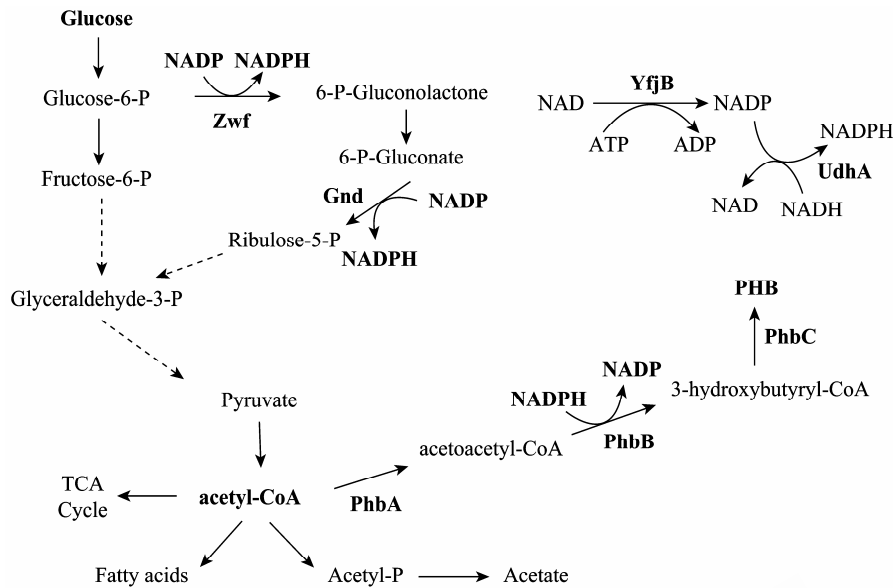 Glucose
NADP NADPH
Glucose-6-P
Zwf
6-P-Gluconolactone
6-P-Gluconate
Fructose-6-P
Gnd
NADP
Ribulose-5-P
NADPH
Glyceraldehyde-3-P
YfjB
NAD
NADP
ATP
ADP
NADPH
UdhA
NAD
NADH
PHB
PhbC
3-hydroxybutyryl-CoA
NADP
NADPH
PhbB
acetoacetyl-CoA
Pyruvate
TCA
Cycle
acetyl-CoA
PhbA
Fatty acids
Acetyl-P
Acetate